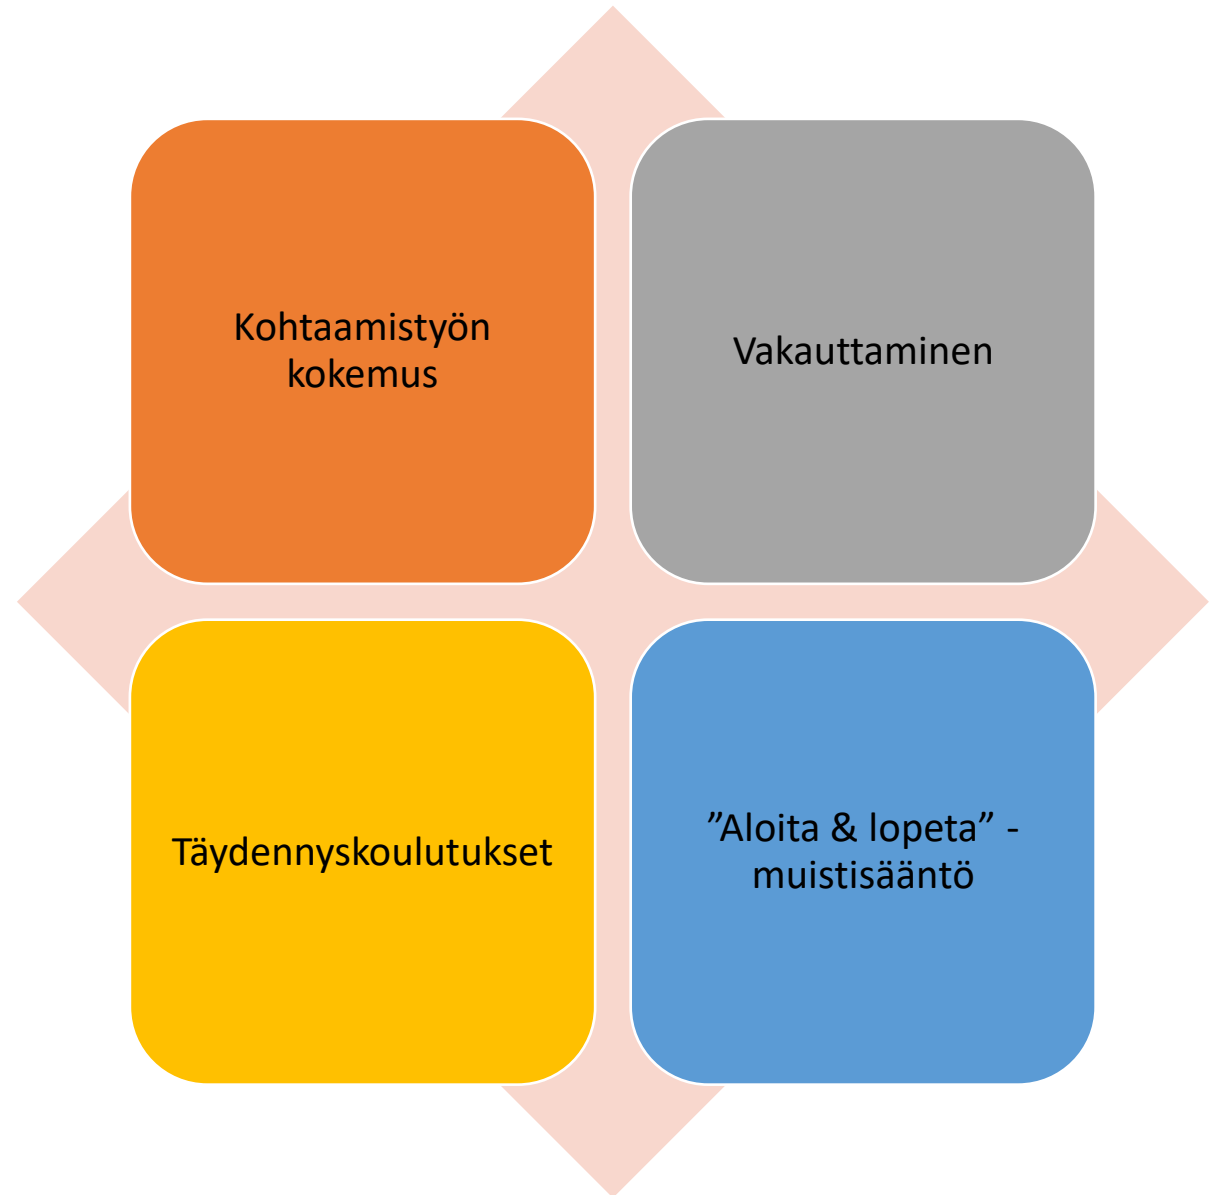 Kohtaamistyön
kokemus
Vakauttaminen
Täydennyskoulutukset
”Aloita & lopeta” -
muistisääntö